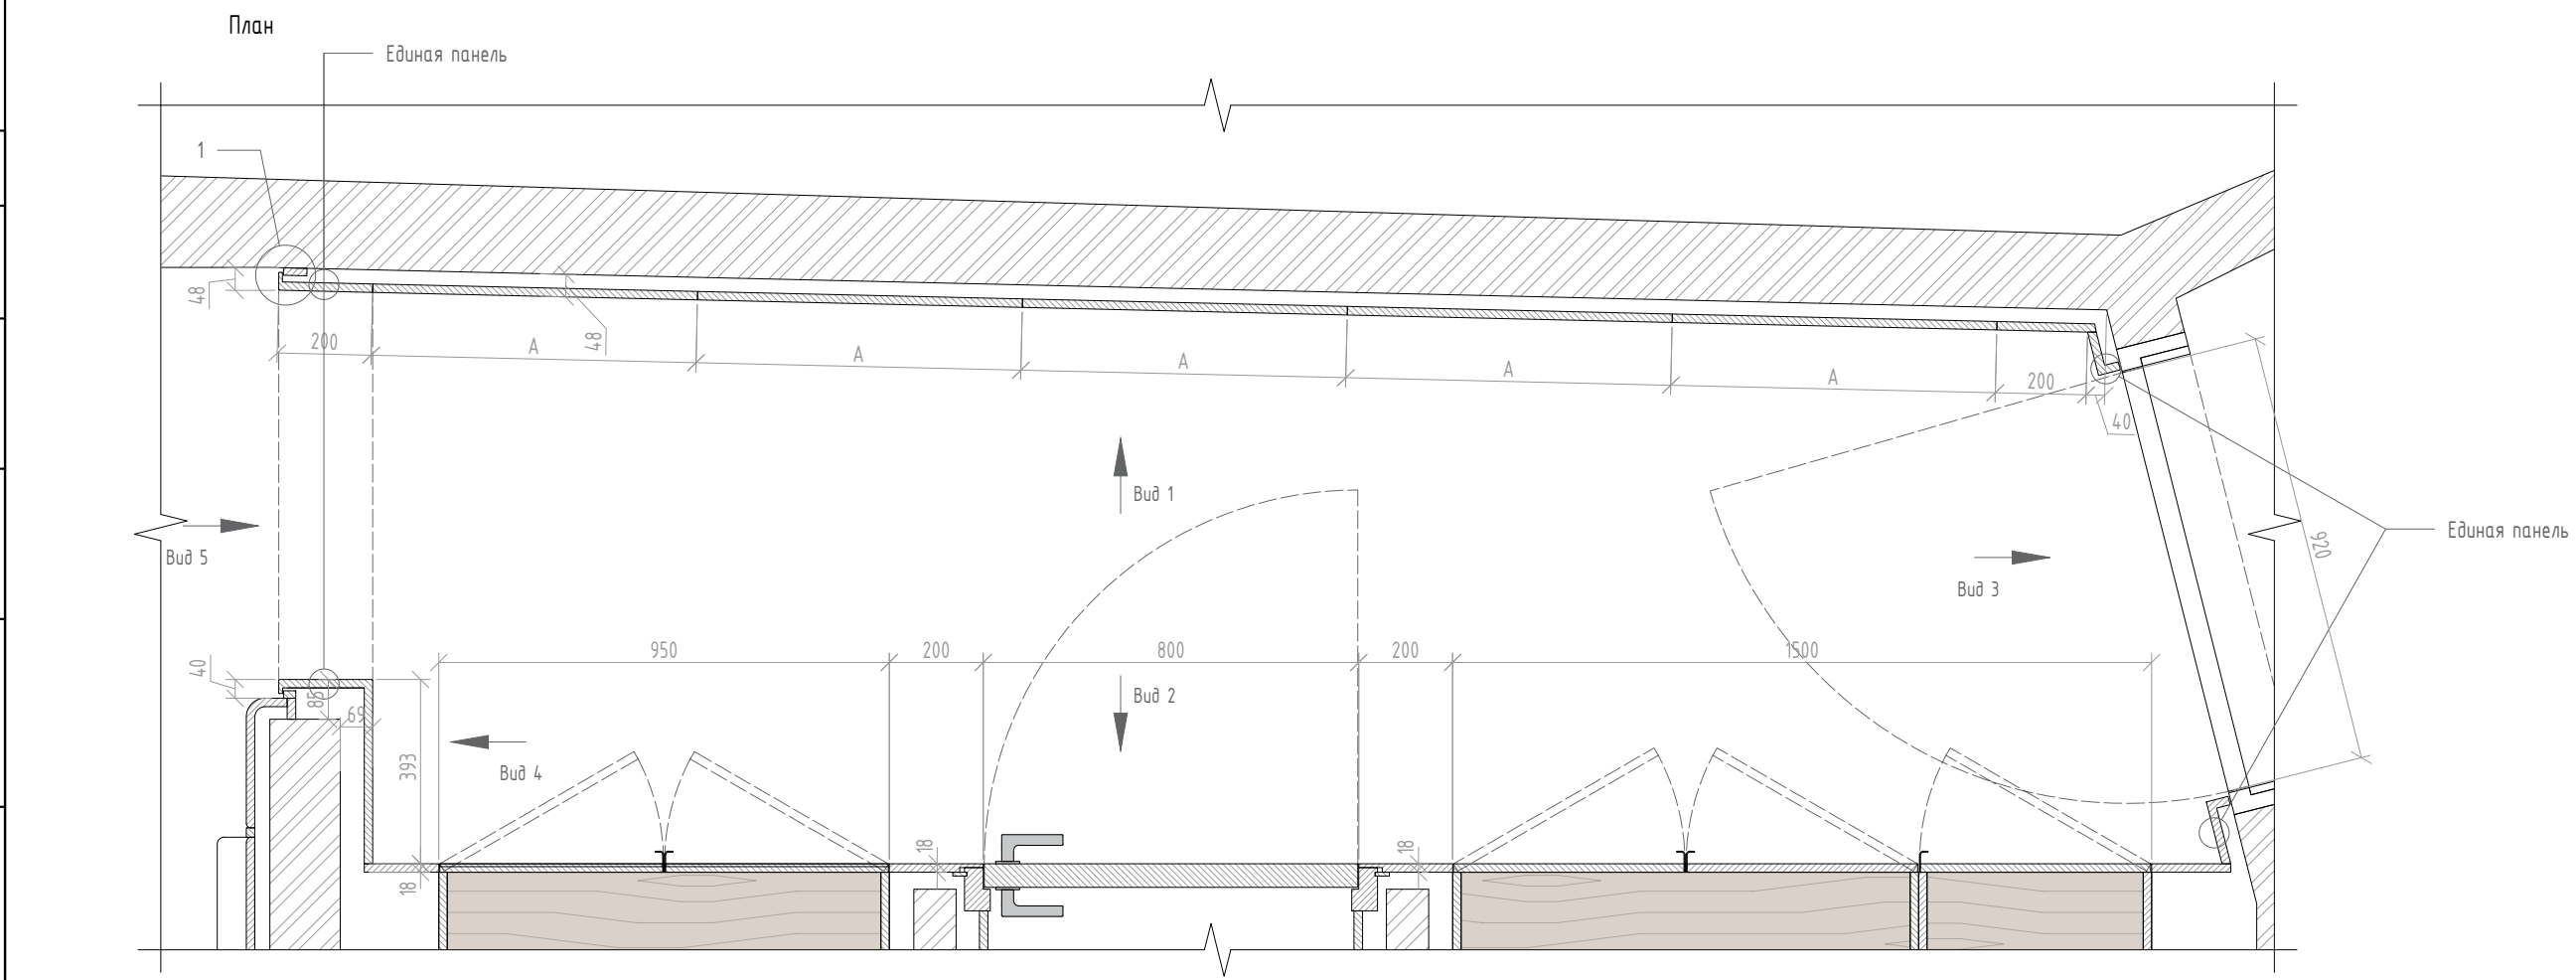 План
Единая панель
1
48
48
200
А
А
А
А
А
200
40
Вид 1
Вид 5
Единая панель
920
Вид 3
950
200
800
200
1500
40
85
69
Вид 2
393
Вид 4
18
18
18